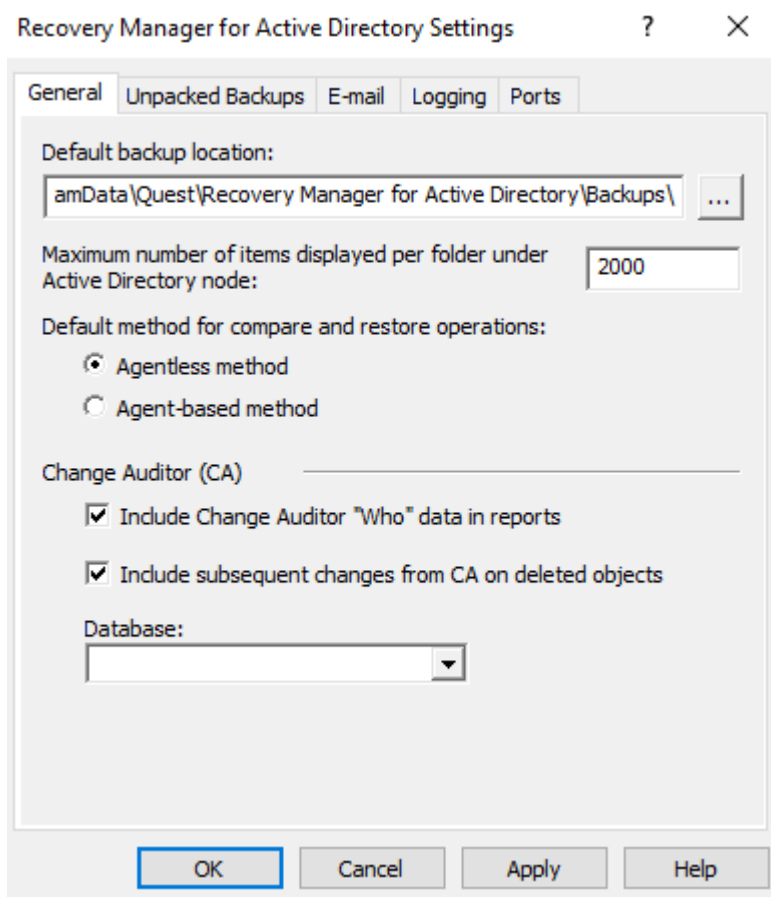 Recovery Manager for Active Directory Settings ? ×
General Unpacked Backups E-mail Logging Ports
Default backup location:
amData\Quest\Recovery Manager for Active Directory\Backups\ ...
Maximum number of items displayed per folder under
Active Directory node:
2000
Default method for compare and restore operations:
Agentless method
Agent-based method
Change Auditor (CA)
Include Change Auditor "Who" data in reports
Include subsequent changes from CA on deleted objects
Database:
OK Cancel Apply Help